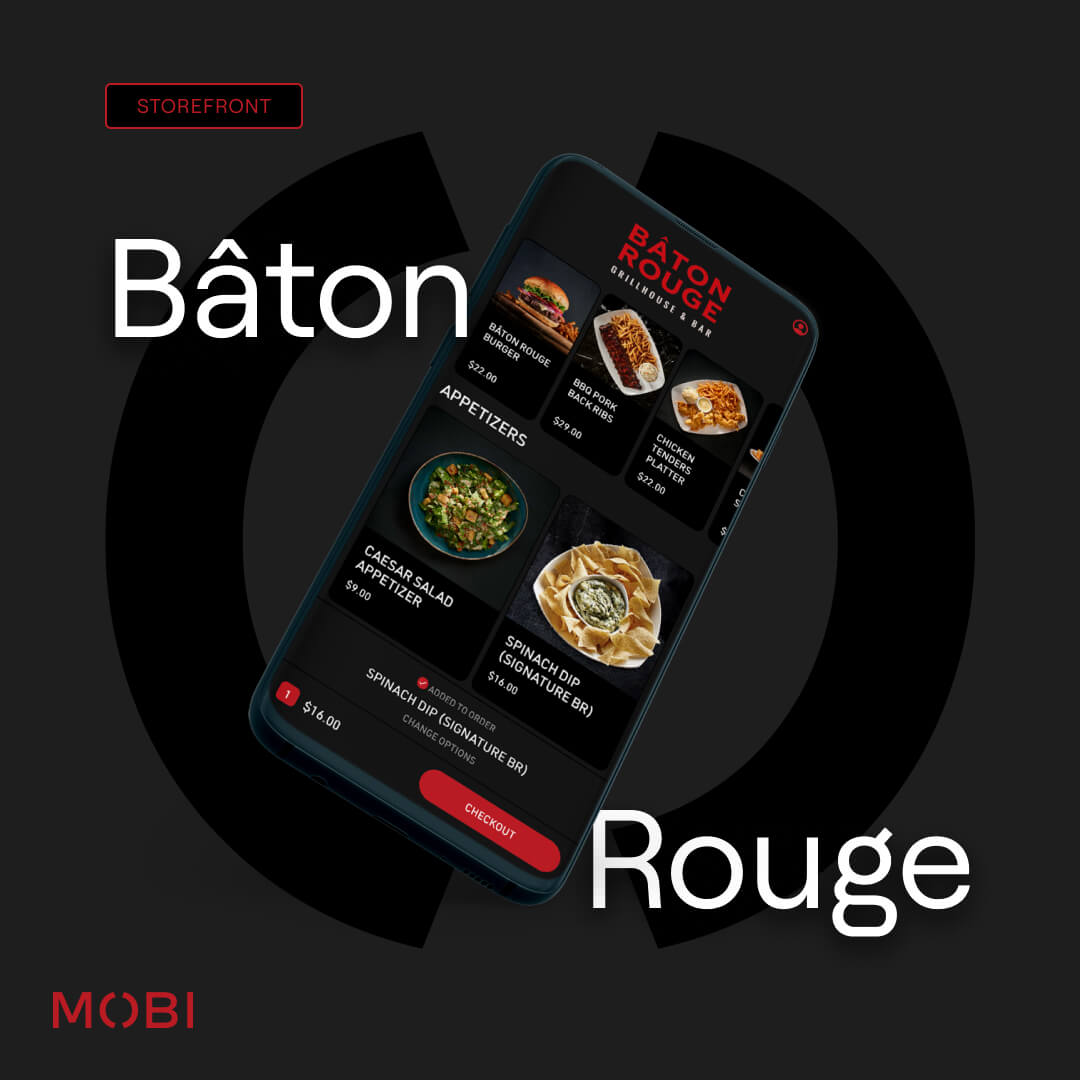 STOREFRONT
Bâton
BÂTON
ROUGE
GRILLHOUSE & BAR
BÂTON ROUGE
BURGER
$22.00
BBQ PORK
BACK RIBS
$29.00
CHICKEN
TENDERS
PLATTER
$22.00
APPETIZERS
CAESAR SALAD
APPETIZER
$9.00
SPINACH DIP
(SIGNATURE BR)
$16.00
ADDED TO ORDER
SPINACH DIP (SIGNATURE BR)
CHANGE OPTIONS
1 $16.00
CHECKOUT
Rouge
MOBI